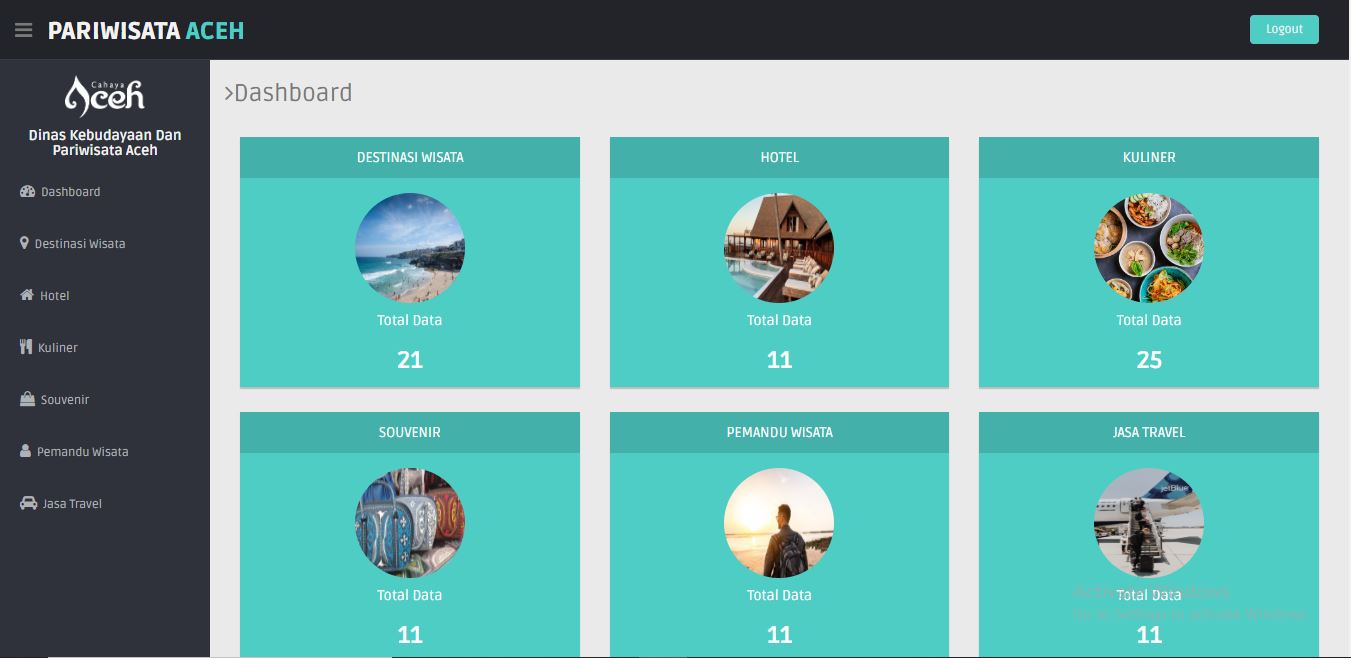 PARIWISATA ACEH
Logout
Cahaya
Aceh
Dinas Kebudayaan Dan
Pariwisata Aceh
Dashboard
Destinasi Wisata
Hotel
Kuliner
Souvenir
Pemandu Wisata
Jasa Travel
>Dashboard
DESTINASI WISATA
Total Data
21
HOTEL
Total Data
11
KULINER
Total Data
25
SOUVENIR
Total Data
11
PEMANDU WISATA
Total Data
11
JASA TRAVEL
jetBlue
Total Data
11
Activate Windows
Go to Settings to activate Windows.